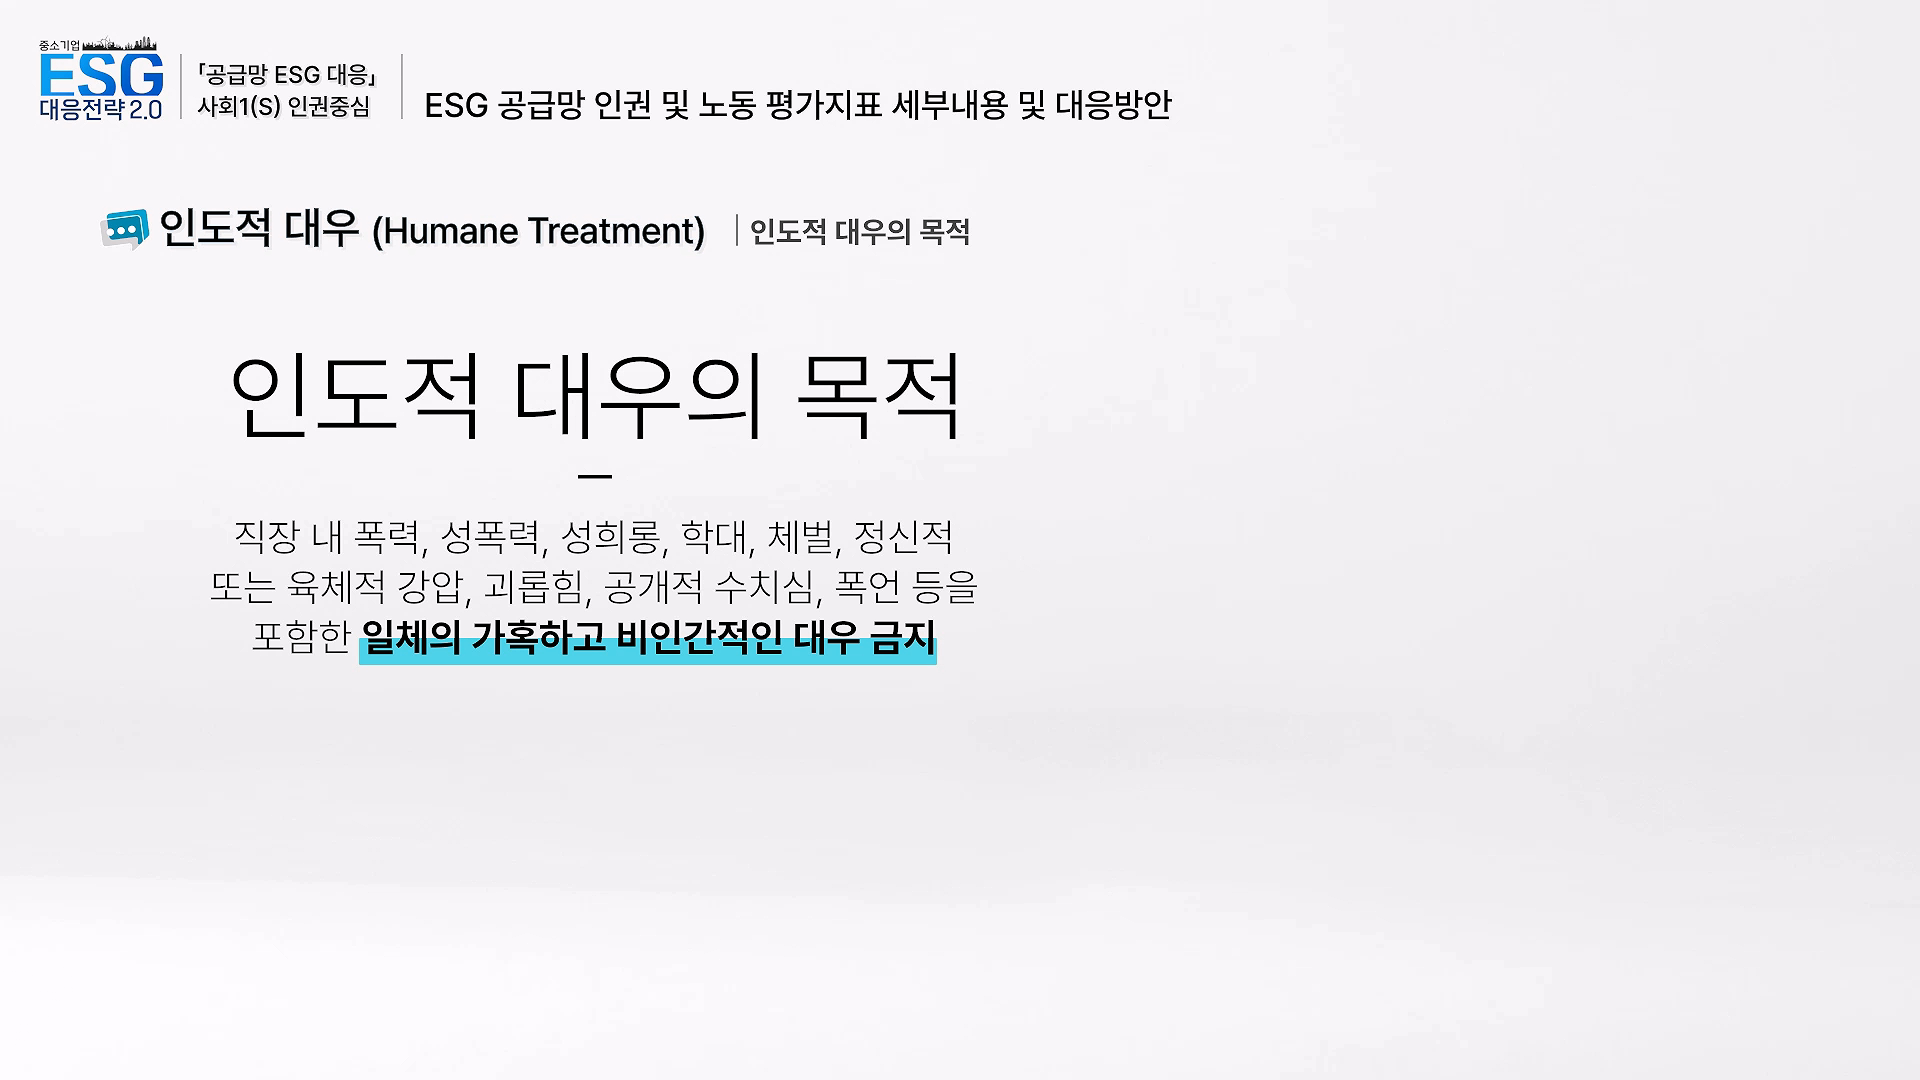 중소기업
ESG
대응전략 2.0
「공급망 ESG 대응」
사회1(S) 인권중심
ESG 공급망 인권 및 노동 평가지표 세부내용 및 대응방안
인도적 대우 (Humane Treatment)
인도적 대우의 목적
인도적 대우의 목적
직장 내 폭력, 성폭력, 성희롱, 학대, 체벌, 정신적
또는 육체적 강압, 괴롭힘, 공개적 수치심, 폭언 등을
포함한 일체의 가혹하고 비인간적인 대우 금지